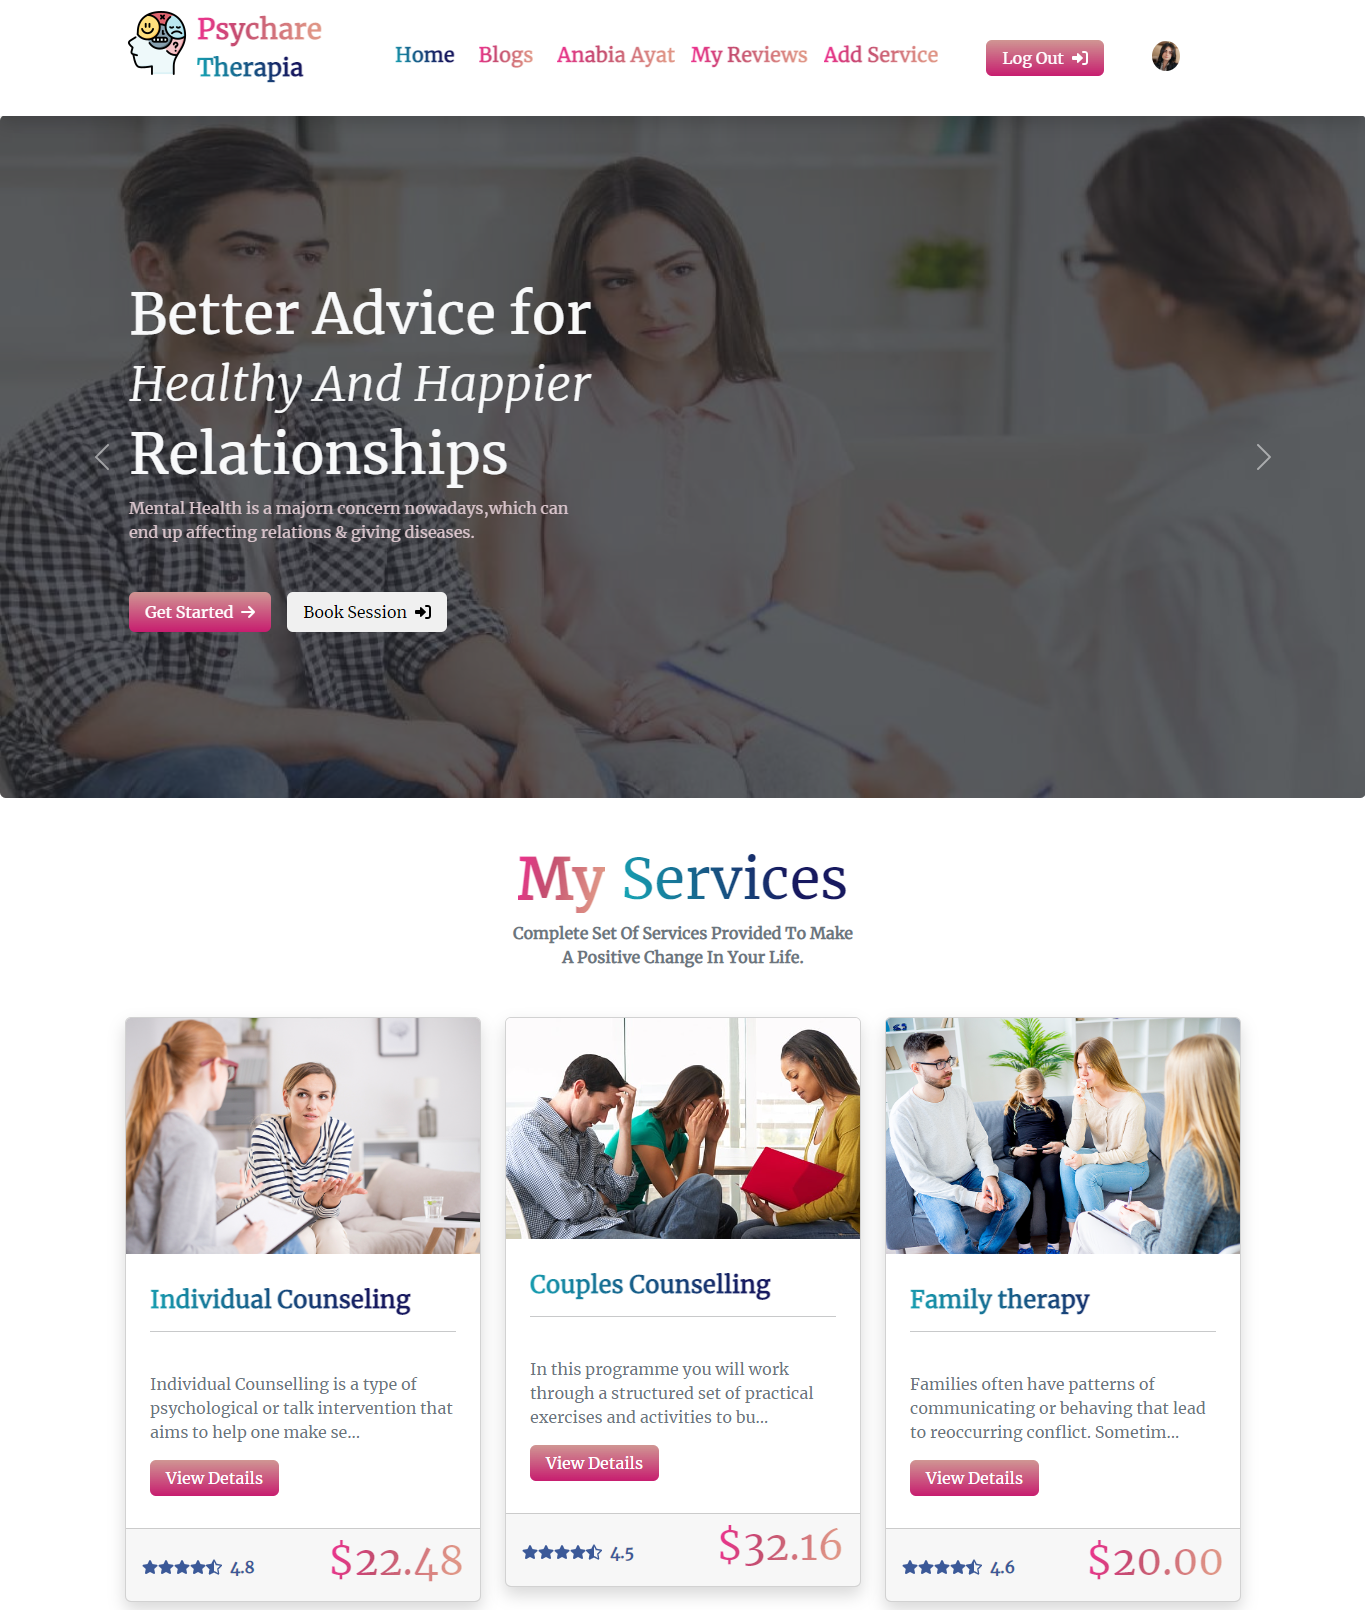 Psychare
Therapia
Home Blogs Anabia Ayat My Reviews Add Service Log Out
Better Advice for
Healthy And Happier
Relationships
Mental Health is a majorn concern nowadays,which can
end up affecting relations & giving diseases.
Get Started Book Session
My Services
Complete Set Of Services Provided To Make
A Positive Change In Your Life.
Individual Counseling
Individual Counselling is a type of
psychological or talk intervention that
aims to help one make se...
View Details
4.8 $22.48
Couples Counselling
In this programme you will work
through a structured set of practical
exercises and activities to bu...
View Details
4.5 $32.16
Family therapy
Families often have patterns of
communicating or behaving that lead
to reoccurring conflict. Sometim...
View Details
4.6 $20.00